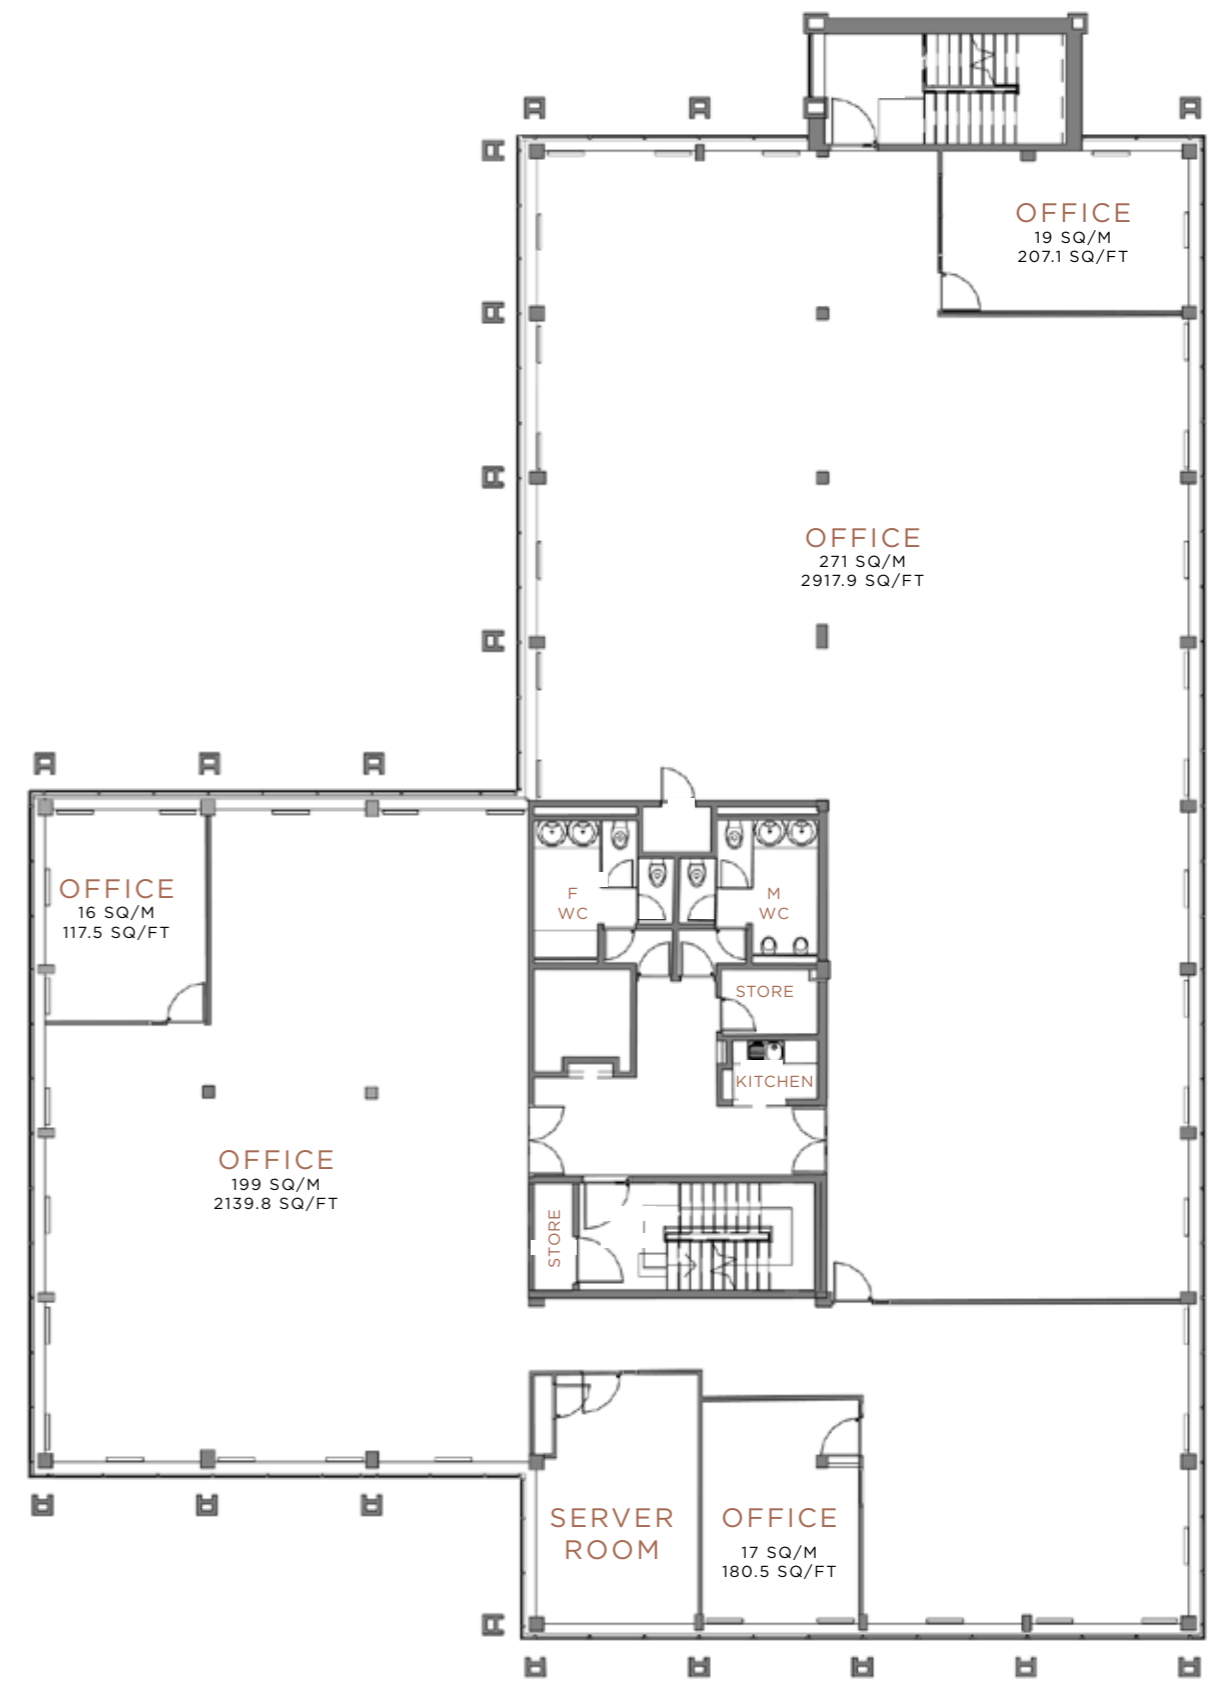 OFFICE
19 SQ/M
207.1 SQ/FT
OFFICE
271 SQ/M
2917.9 SQ/FT
OFFICE
16 SQ/M
117.5 SQ/FT
F
WC
M
WC
STORE
KITCHEN
OFFICE
199 SQ/M
2139.8 SQ/FT
STORE
SERVER
ROOM
OFFICE
17 SQ/M
180.5 SQ/FT